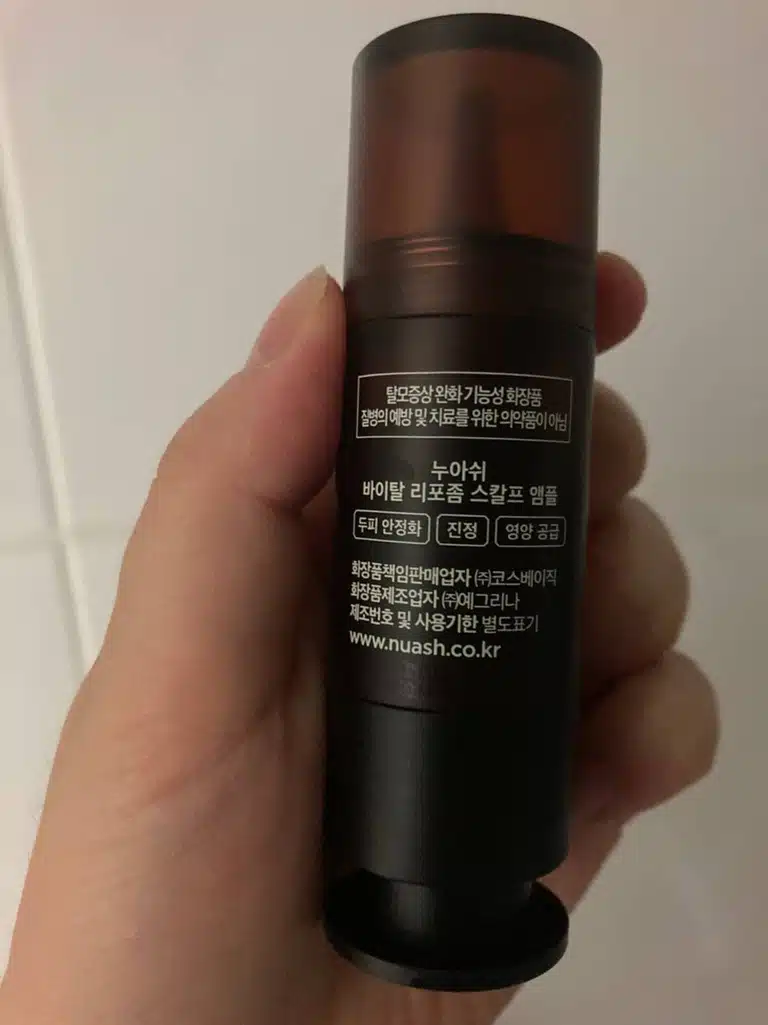 탈모증상 완화 기능성 화장품
질병의 예방 및 치료를 위한 의약품이 아님
누아쉬
바이탈 리포좀 스칼프 앰플
두피 안정화 진정 영양 공급
화장품책임판매업자 ㈜코스베이직
화장품제조업자 ㈜예그리나
제조번호 및 사용기한 별도표기
www.nuash.co.kr